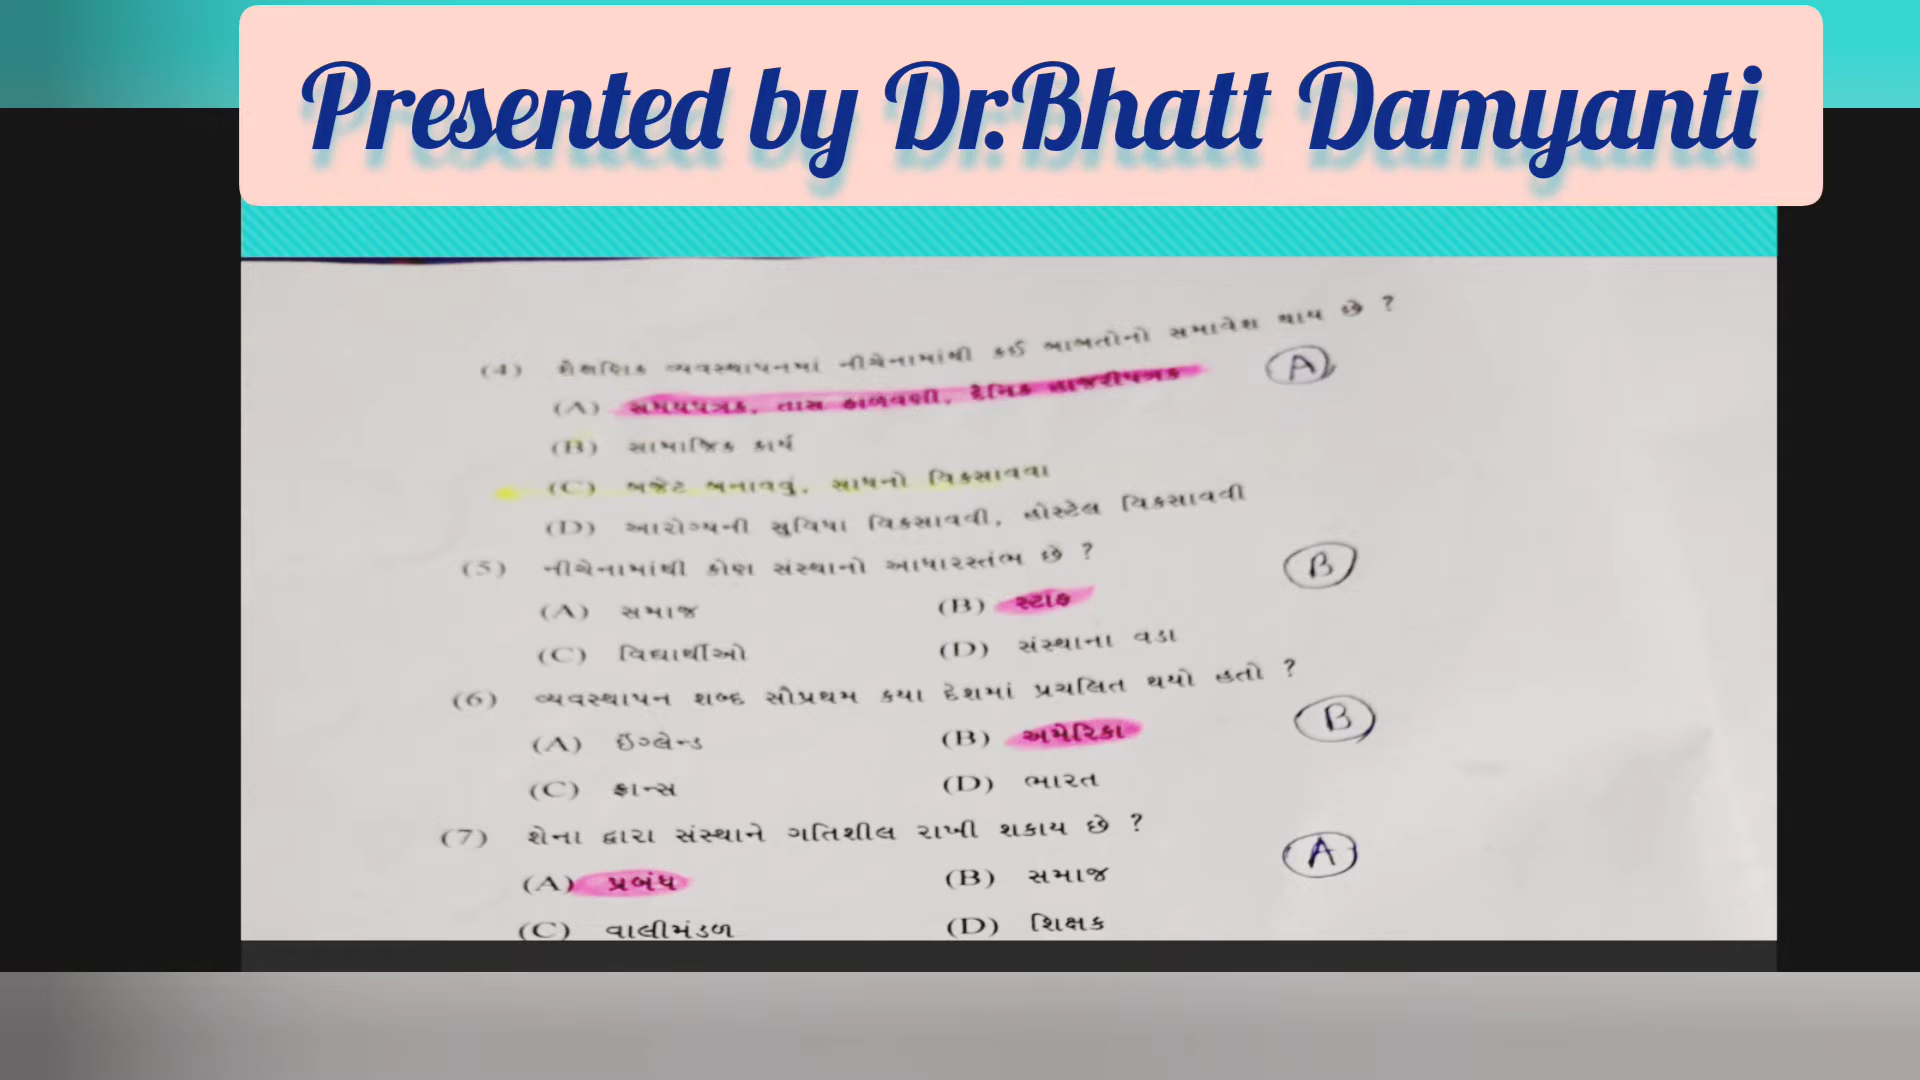 Presented by Dr.Bhatt Damyanti
(4) શૈક્ષણિક વ્યવસ્થાપનમાં નીચેનામાંથી કઈ બાબતોનો સમાવેશ થાય છે ?
(A) સમયપત્રક, તાસ ફાળવણી, દૈનિક હાજરીપત્રક
A
(B) સામાજિક કાર્ય
(C) બજેટ બનાવવું, સાધનો વિકસાવવા
(D) આરોગ્યની સુવિધા વિકસાવવી, હોસ્ટેલ વિકસાવવી
(5) નીચેનામાંથી કોણ સંસ્થાનો આધારસ્તંભ છે ?
B
(A) સમાજ (B) સ્ટાફ
(C) વિદ્યાર્થીઓ (D) સંસ્થાના વડા
(6) વ્યવસ્થાપન શબ્દ સૌપ્રથમ કયા દેશમાં પ્રચલિત થયો હતો ?
B
(A) ઈંગ્લેન્ડ (B) અમેરિકા
(C) ફ્રાન્સ (D) ભારત
(7) શેના દ્વારા સંસ્થાને ગતિશીલ રાખી શકાય છે ?
A
(A) પ્રબંધ (B) સમાજ
(C) વાલીમંડળ (D) શિક્ષક